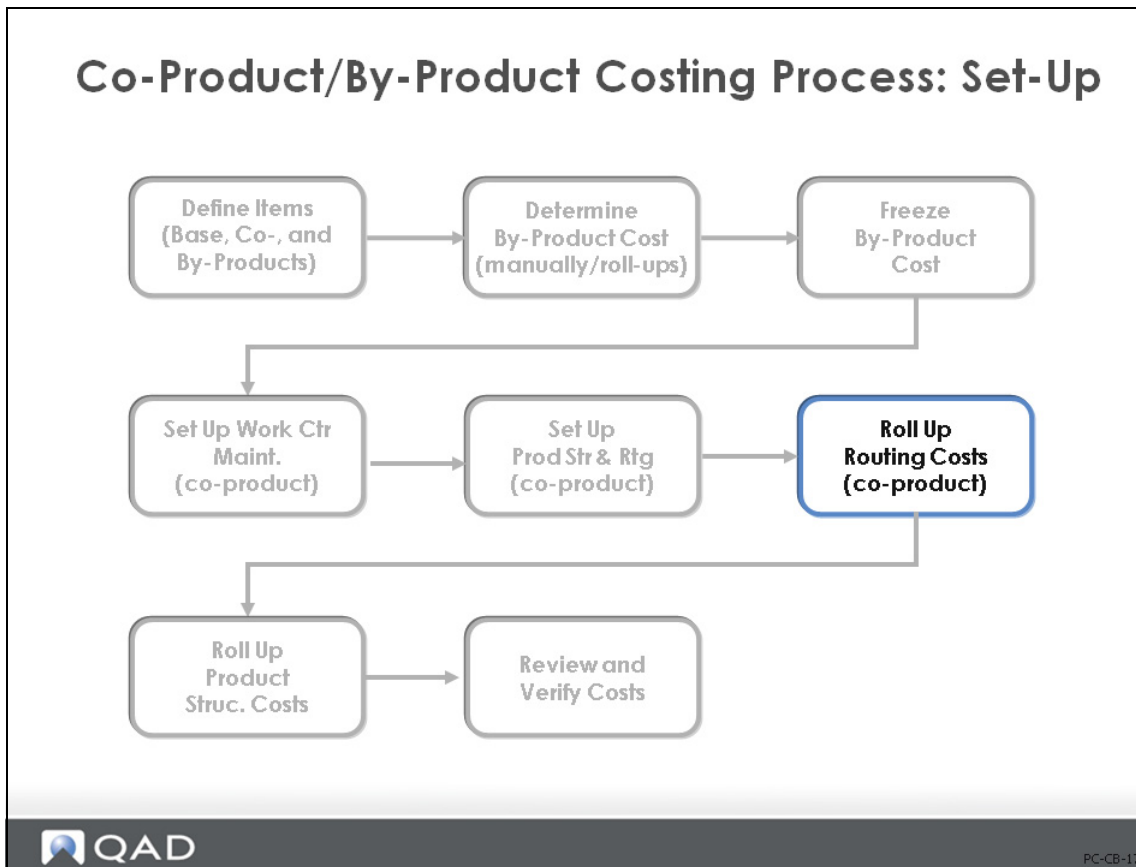 Co-Product/By-Product Costing Process: Set-Up
Define Items
(Base, Co-, and
By-Products)
Determine
By-Product Cost
(manually/roll-ups)
Freeze
By-Product
Cost
Set Up Work Ctr
Maint.
(co-product)
Set Up
Prod Str & Rtg
(co-product)
Roll Up
Routing Costs
(co-product)
Roll Up
Product
Struc. Costs
Review and
Verify Costs
QAD